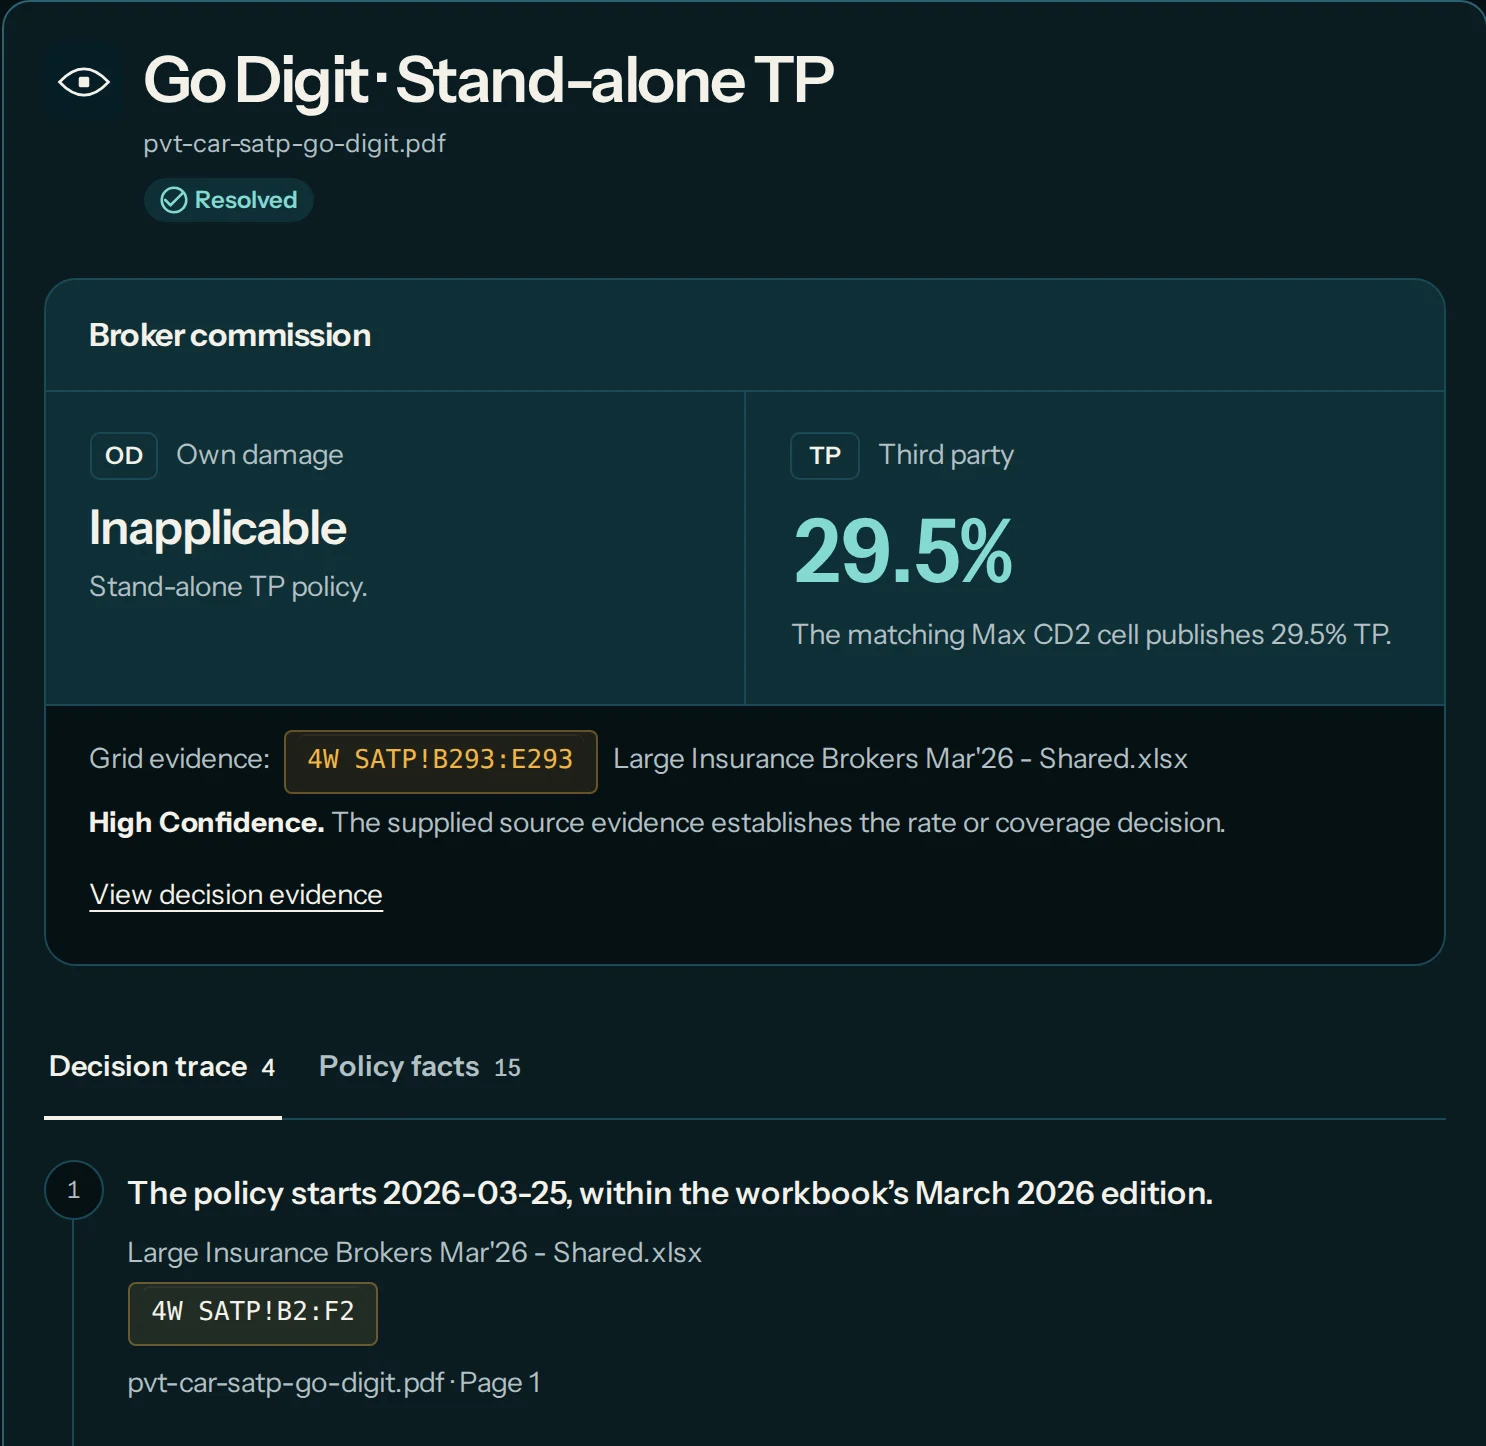 Go Digit · Stand-alone TP
pvt-car-satp-go-digit.pdf
Resolved
Broker commission
OD Own damage
Inapplicable
Stand-alone TP policy.
TP Third party
29.5%
The matching Max CD2 cell publishes 29.5% TP.
Grid evidence: 4W SATP!B293:E293 Large Insurance Brokers Mar'26 - Shared.xlsx
High Confidence. The supplied source evidence establishes the rate or coverage decision.
View decision evidence
Decision trace 4 Policy facts 15
1 The policy starts 2026-03-25, within the workbook’s March 2026 edition.
Large Insurance Brokers Mar'26 - Shared.xlsx
4W SATP!B2:F2
pvt-car-satp-go-digit.pdf · Page 1